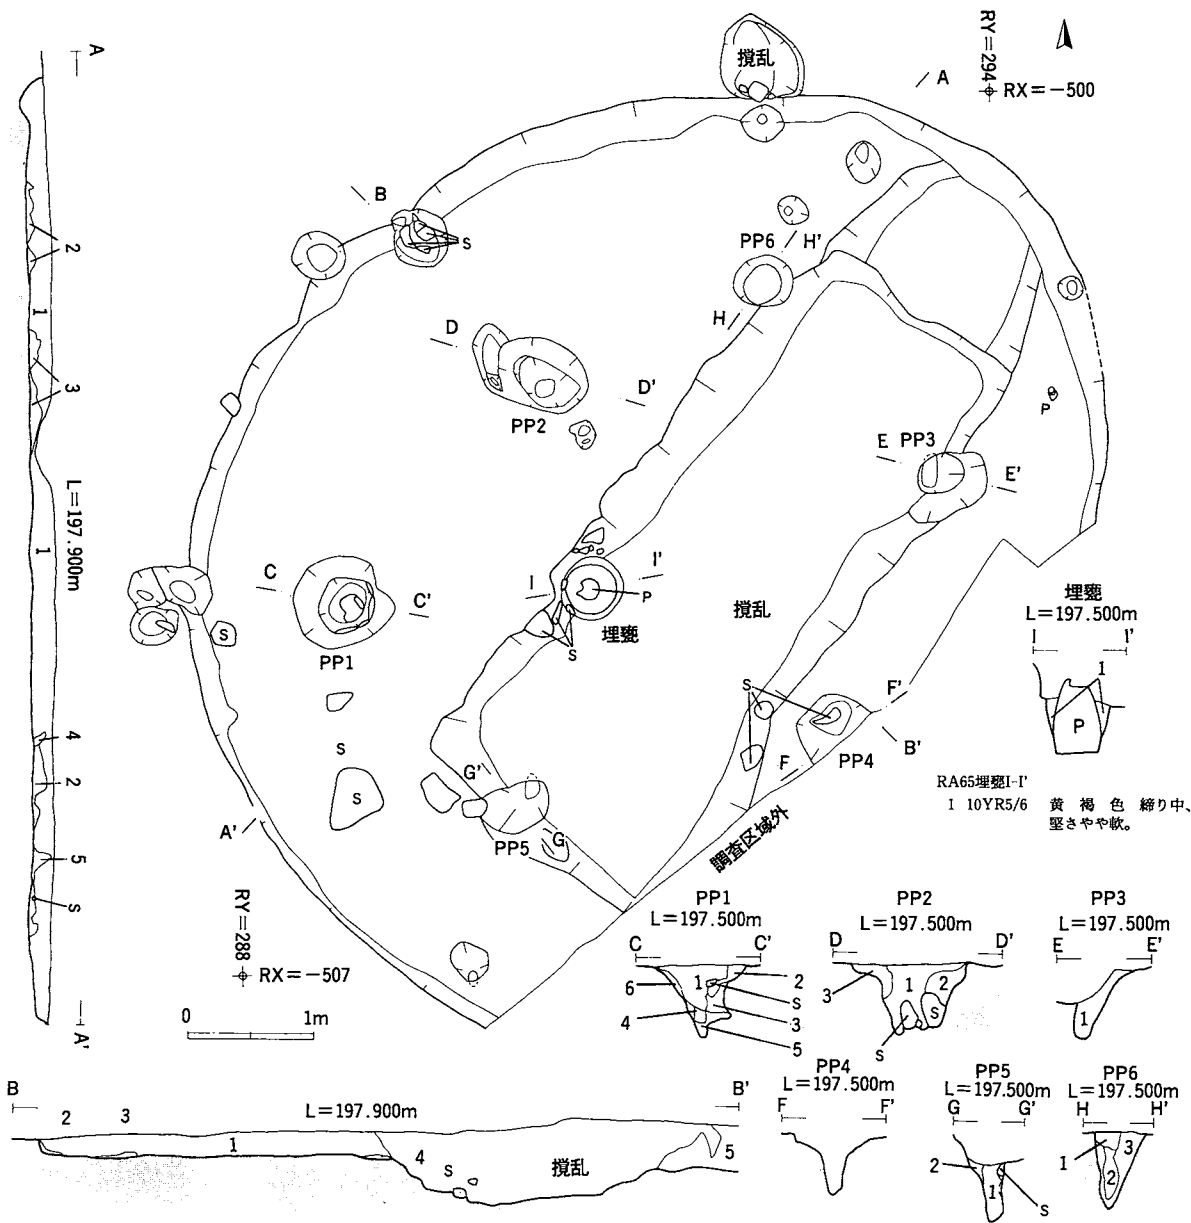 A
攪乱
RY=294
RX=-500
A
B
S
PP6
H'
H
D
D'
PP2
P
E
PP3
E'
2
1
3
L=197.900m
1
4
2
5
S
A'
C
C'
PP1
I
I'
P
埋甕
S
攪乱
S
S
S
S
F'
B'
F
PP4
G'
G
PP5
A'
調査区域外
RY=288
RX=-507
0 1m
埋甕
L=197.500m
I I'
1
P
RA65埋甕I-I'
1 10YR5/6 黄褐色 締り中、
堅さやや軟。
PP1
L=197.500m
C C'
6 1 2
S
4 3
5
PP2
L=197.500m
D D'
3 1 2
S
S
PP3
L=197.500m
E E'
1
B B'
L=197.900m
2 3
1
4 S 攪乱 5
PP4
L=197.500m
F F'
PP5
L=197.500m
G G'
2 1
S
PP6
L=197.500m
H H'
1 3
2